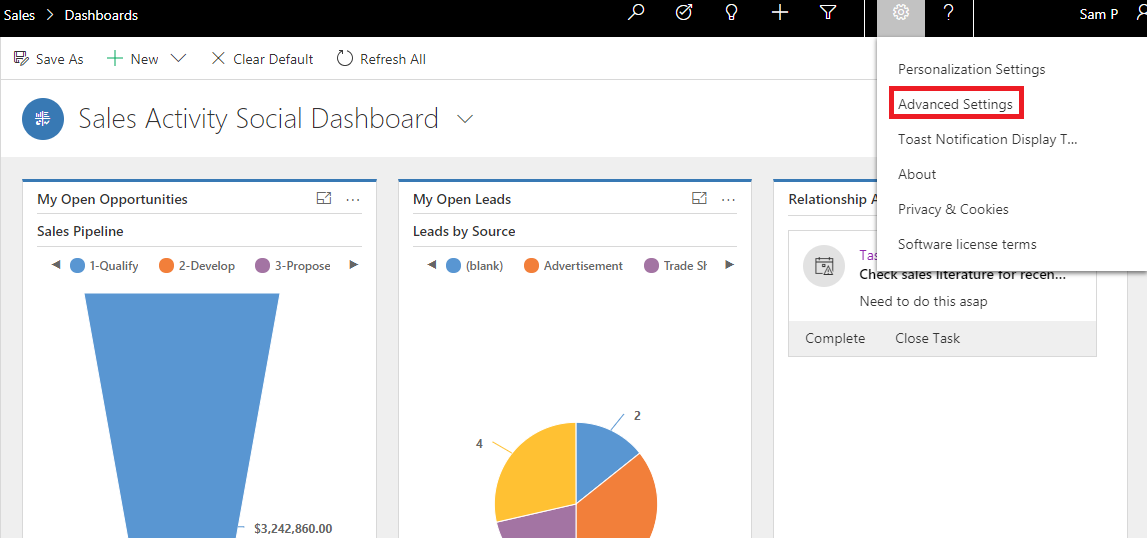 Sales > Dashboards
Sam P
Save As
New
Clear Default
Refresh All
Personalization Settings
Advanced Settings
Toast Notification Display T...
About
Privacy & Cookies
Software license terms
Sales Activity Social Dashboard
My Open Opportunities
Sales Pipeline
1-Qualify 2-Develop 3-Propose
$3,242,860.00
My Open Leads
Leads by Source
(blank) Advertisement Trade Sh
2
4
Relationship A
Tas
Check sales literature for recen...
Need to do this asap
Complete Close Task